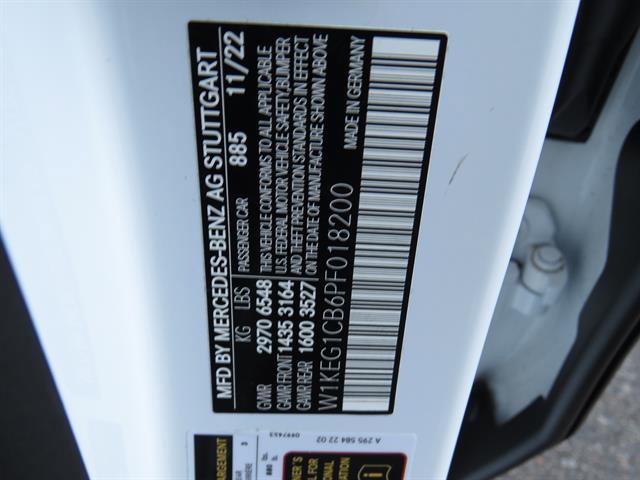 MFD BY MERCEDES-BENZ AG STUTTGART
PASSENGER CAR 885 11/22
KG LBS THIS VEHICLE CONFORMS TO ALL APPLICABLE
GVWR 2970 6548 U.S. FEDERAL MOTOR VEHICLE SAFETY,BUMPER
GAWR FRONT 1435 3164 AND THEFT PREVENTION STANDARDS IN EFFECT
GAWR REAR 1600 3527 ON THE DATE OF MANUFACTURE SHOWN ABOVE
W1KEG1CB6PF018200 MADE IN GERMANY
A 295 584 22 02